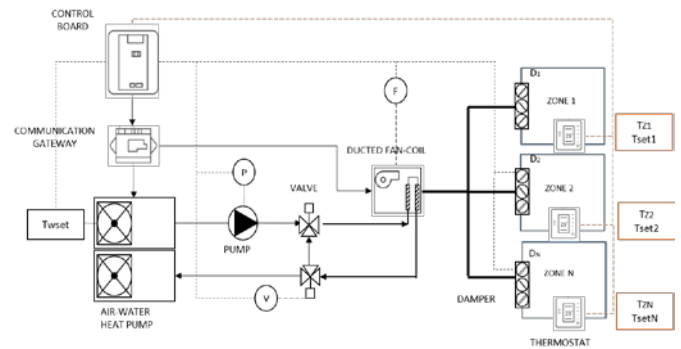 CONTROL
BOARD
COMMUNICATION
GATEWAY
Twset
AIR-WATER
HEAT PUMP
P
PUMP
VALVE
V
F
DUCTED FAN-COIL
DAMPER
D1
ZONE 1
TZ1
Tset1
D2
ZONE 2
TZ2
Tset2
DN
ZONE N
TZN
TsetN
THERMOSTAT